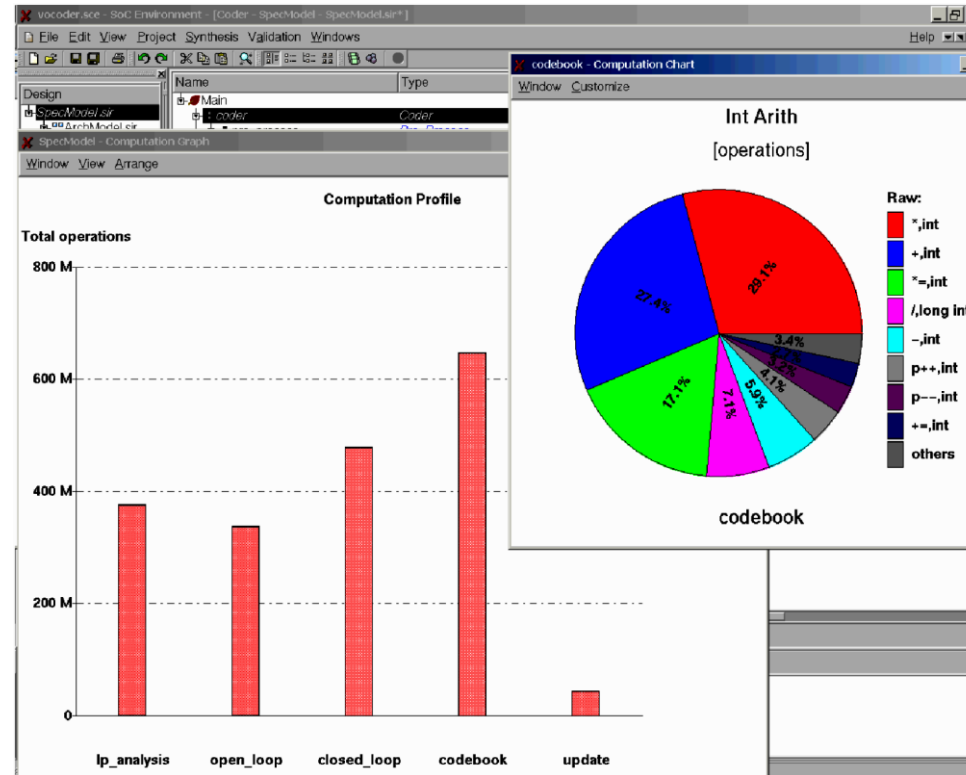 vocoder.sce - SoC Environment - [Coder - SpecModel - SpecModel.sir*]
File Edit View Project Synthesis Validation Windows Help
Name Type
Design
Main
SpecModel.sir
: coder Coder
ArchModel.sir
SpecModel - Computation Graph
Window View Arrange
Computation Profile
Total operations
800 M
600 M
400 M
200 M
0
lp_analysis open_loop closed_loop codebook update
codebook - Computation Chart
Window Customize
Int Arith
[operations]
29.1%
27.4%
17.1%
7.1%
5.9%
4.1%
3.2%
3.4%
Raw:
*,int
+,int
*=,int
/,long int
−,int
p++,int
p−−,int
+=,int
others
codebook